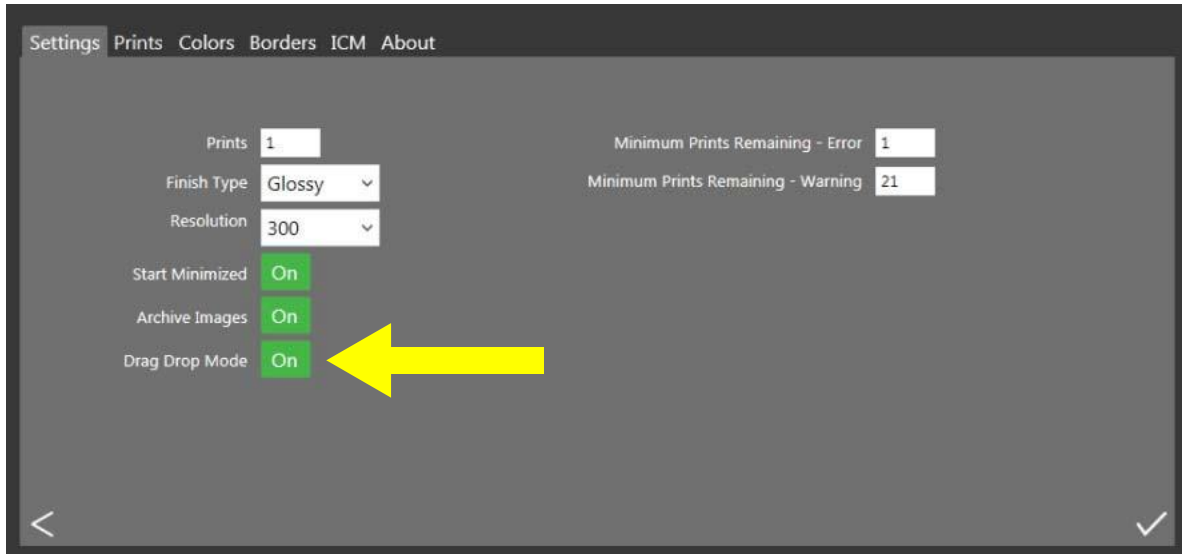 Settings Prints Colors Borders ICM About
Prints 1
Finish Type Glossy
Resolution 300
Start Minimized On
Archive Images On
Drag Drop Mode On
Minimum Prints Remaining - Error 1
Minimum Prints Remaining - Warning 21